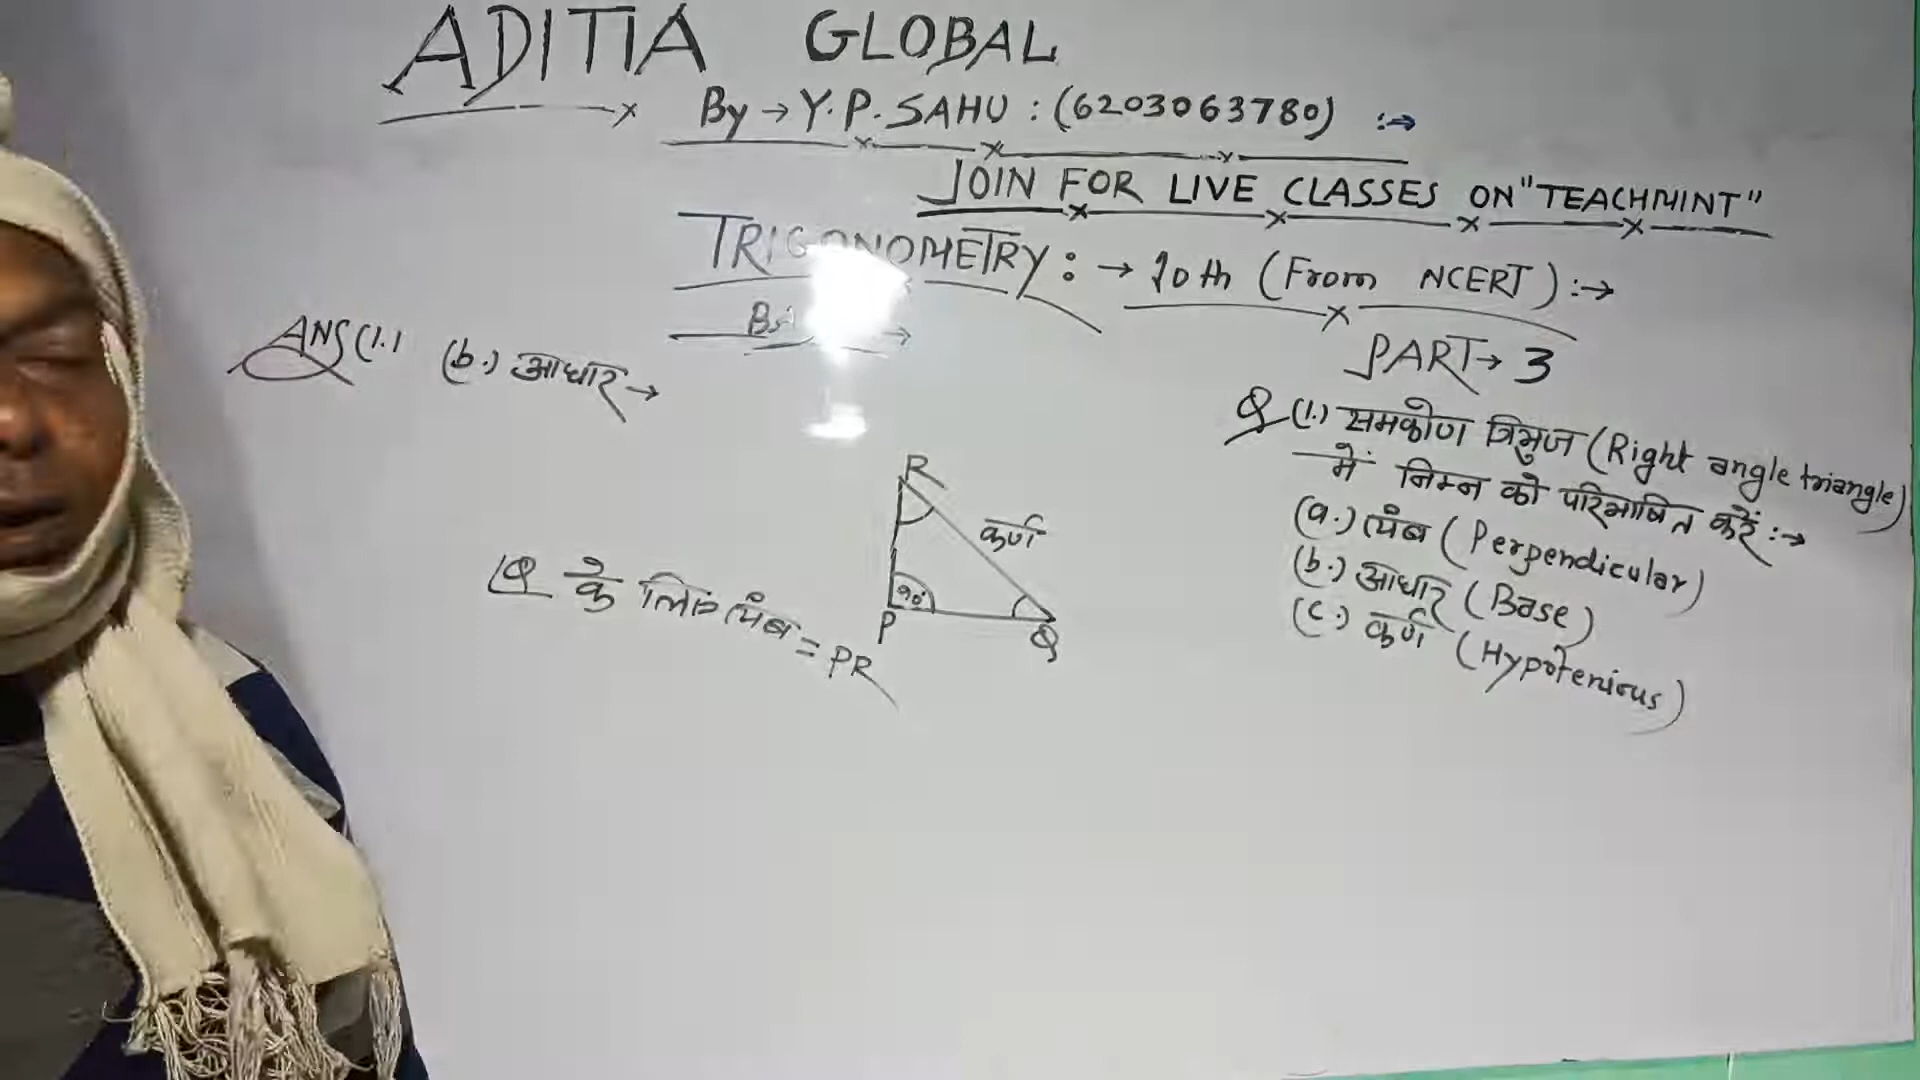 ADITIA GLOBAL
By → Y.P. SAHU : (6203063780) :→
JOIN FOR LIVE CLASSES ON "TEACHMINT"
TRIGONOMETRY : → 10th (From NCERT) :→
PART → 3
ANS (1.) (b.) आधार →
R
कर्ण
90°
P Q
∠Q के लिए लंब = PR
Q (1.) समकोण त्रिभुज (Right angle triangle)
में निम्न को परिभाषित करें :→
(a.) लंब (Perpendicular)
(b.) आधार (Base)
(c.) कर्ण (Hypotenious)